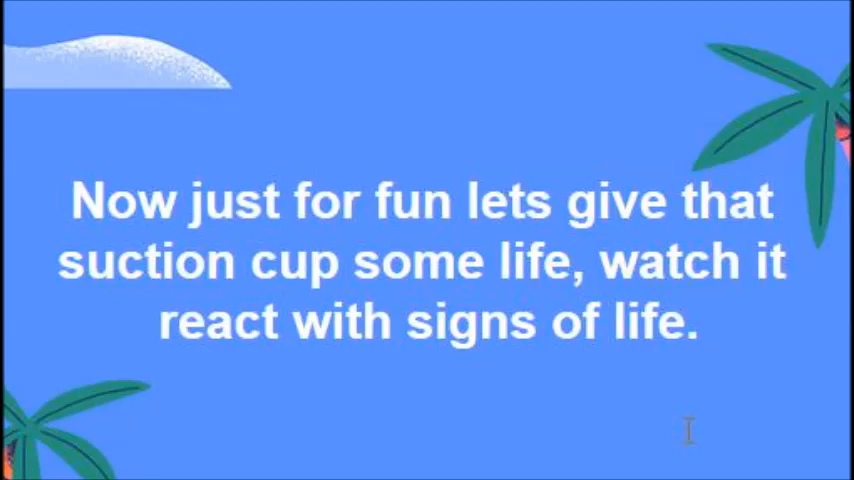 Now just for fun lets give that
suction cup some life, watch it
react with signs of life.